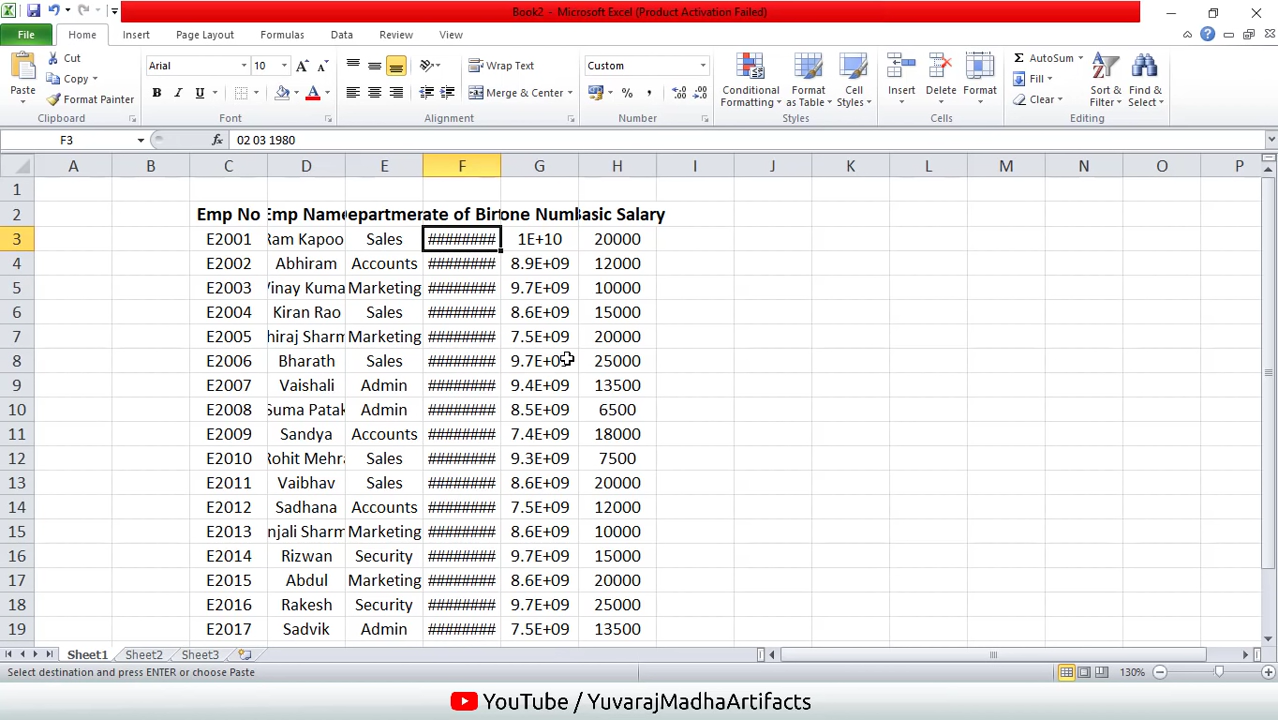 Book2 - Microsoft Excel (Product Activation Failed)
File Home Insert Page Layout Formulas Data Review View
Cut
Copy
Format Painter
Paste
Clipboard
Arial 10
B I U
Font
Wrap Text
Merge & Center
Alignment
Custom
% ,
Number
Conditional Formatting
Format as Table
Cell Styles
Styles
Insert Delete Format
Cells
Σ AutoSum
Fill
Clear
Sort & Filter
Find & Select
Editing
F3 fx 02 03 1980
A B C D E F G H I J K L M N O P
1
2 Emp No Emp Name epartme ate of Birt one Numb Basic Salary
3 E2001 Ram Kapoo Sales ######## 1E+10 20000
4 E2002 Abhiram Accounts ######## 8.9E+09 12000
5 E2003 Vinay Kuma Marketing ######## 9.7E+09 10000
6 E2004 Kiran Rao Sales ######## 8.6E+09 15000
7 E2005 hiraj Sharm Marketing ######## 7.5E+09 20000
8 E2006 Bharath Sales ######## 9.7E+09 25000
9 E2007 Vaishali Admin ######## 9.4E+09 13500
10 E2008 Suma Patak Admin ######## 8.5E+09 6500
11 E2009 Sandya Accounts ######## 7.4E+09 18000
12 E2010 Rohit Mehra Sales ######## 9.3E+09 7500
13 E2011 Vaibhav Sales ######## 8.6E+09 20000
14 E2012 Sadhana Accounts ######## 7.5E+09 12000
15 E2013 njali Sharm Marketing ######## 8.6E+09 10000
16 E2014 Rizwan Security ######## 9.7E+09 15000
17 E2015 Abdul Marketing ######## 8.6E+09 20000
18 E2016 Rakesh Security ######## 9.7E+09 25000
19 E2017 Sadvik Admin ######## 7.5E+09 13500
Sheet1 Sheet2 Sheet3
Select destination and press ENTER or choose Paste 130%
YouTube / YuvarajMadhaArtifacts